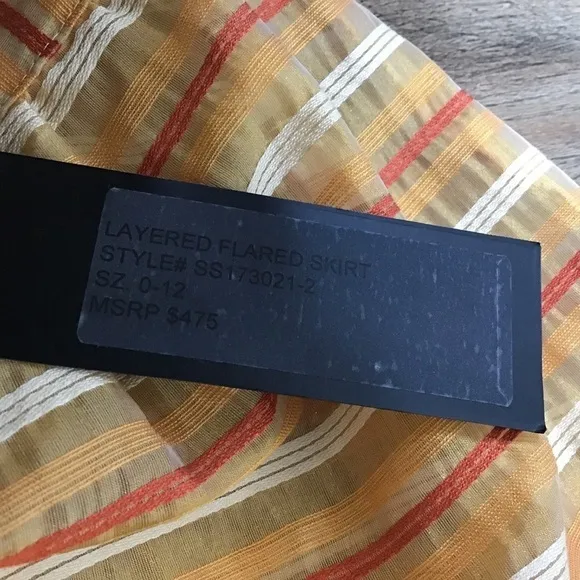 LAYERED FLARED SKIRT
STYLE# SS173021-2
SZ. 0-12
MSRP $475